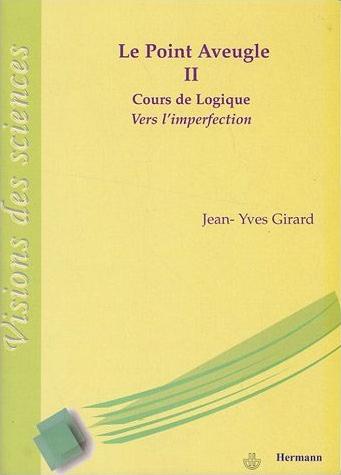 Le Point Aveugle
II
Cours de Logique
Vers l'imperfection
Jean- Yves Girard
Visions des sciences
Hermann